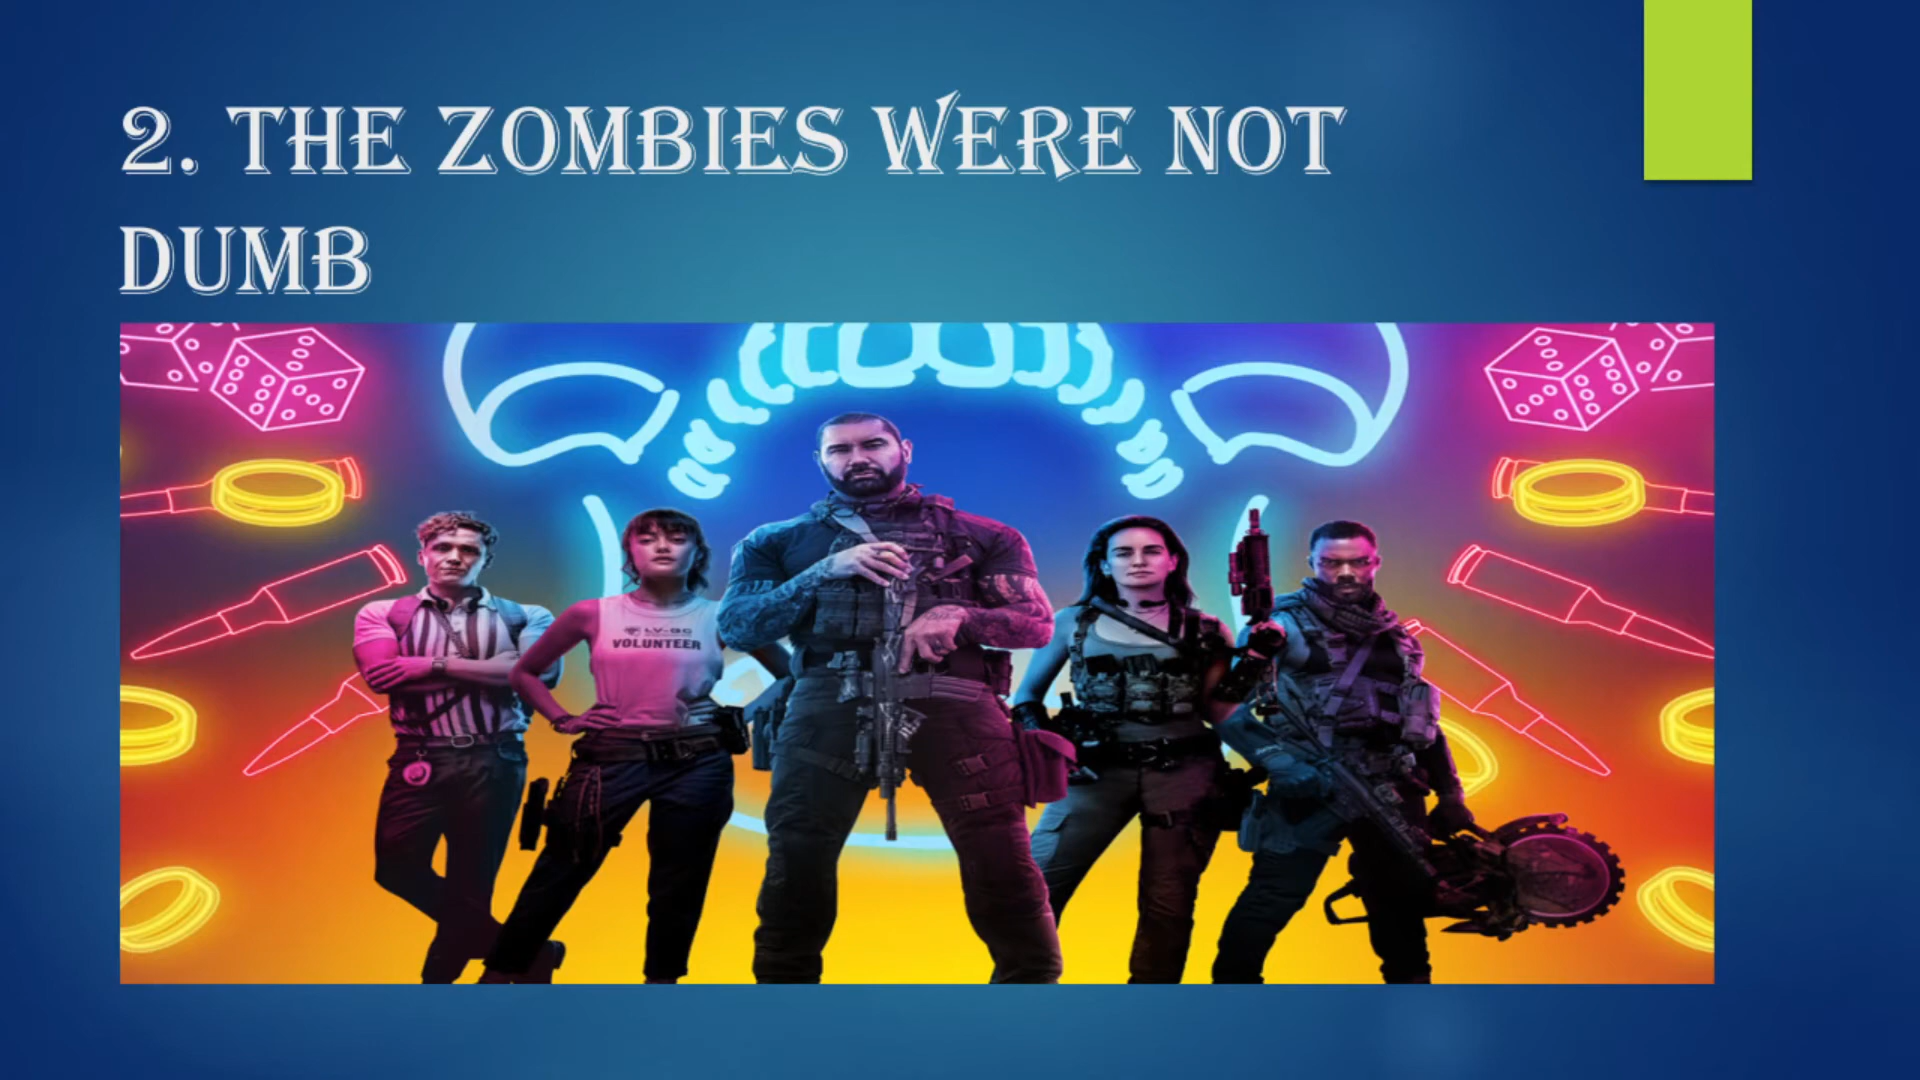 2. THE ZOMBIES WERE NOT
DUMB
VOLUNTEER